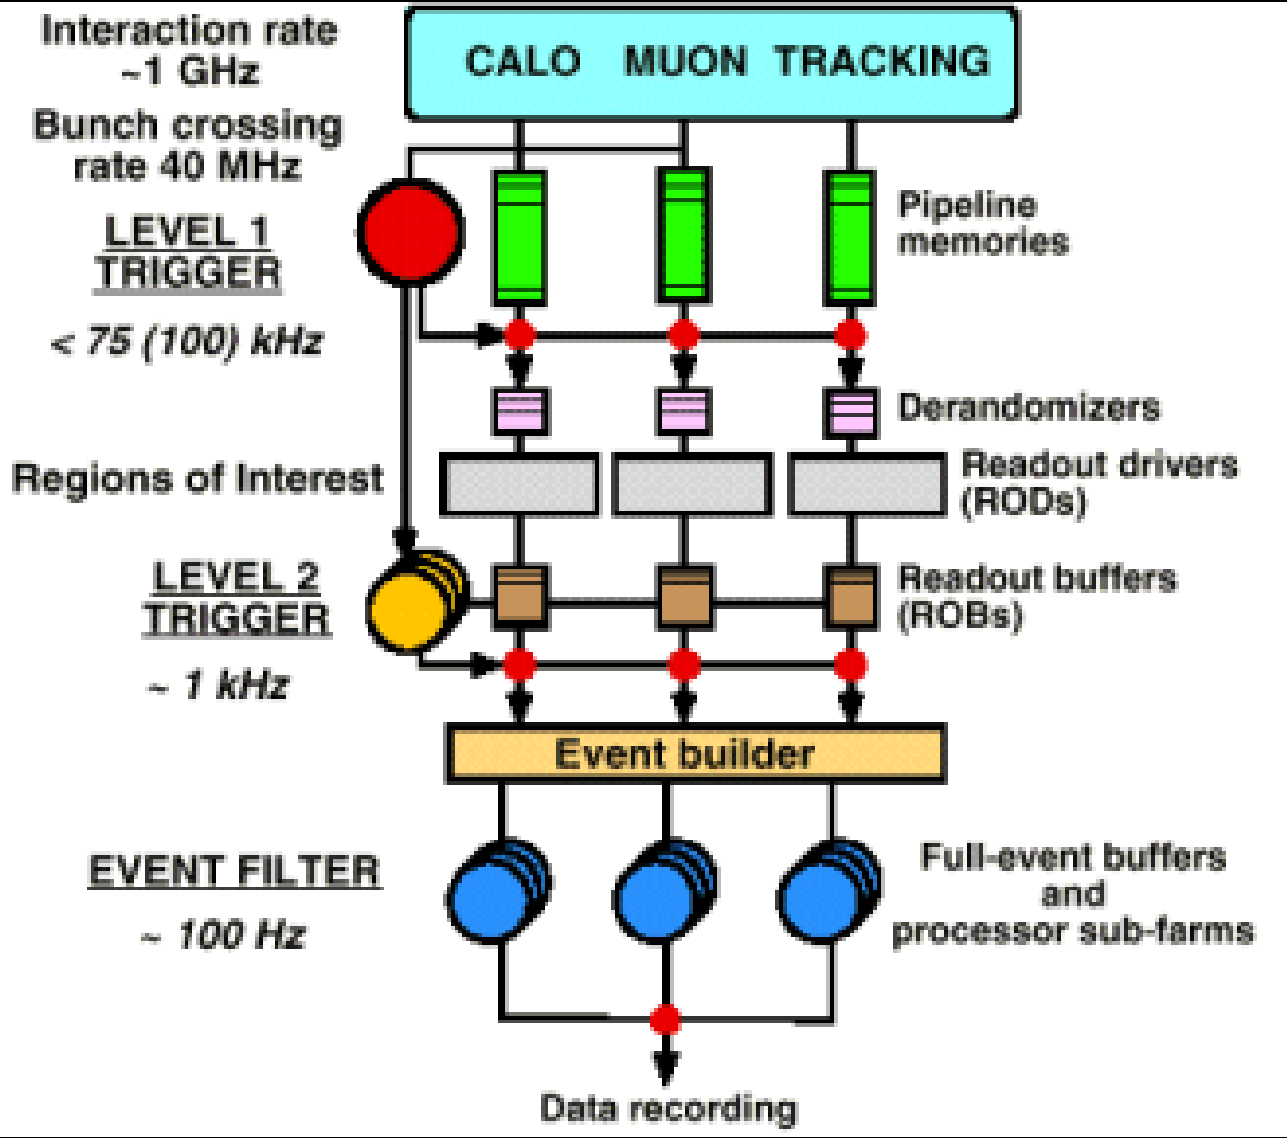 Interaction rate
~1 GHz
CALO MUON TRACKING
Bunch crossing
rate 40 MHz
LEVEL 1
TRIGGER
Pipeline
memories
< 75 (100) kHz
Derandomizers
Regions of Interest
Readout drivers
(RODs)
LEVEL 2
TRIGGER
Readout buffers
(ROBs)
~ 1 kHz
Event builder
EVENT FILTER
~ 100 Hz
Full-event buffers
and
processor sub-farms
Data recording